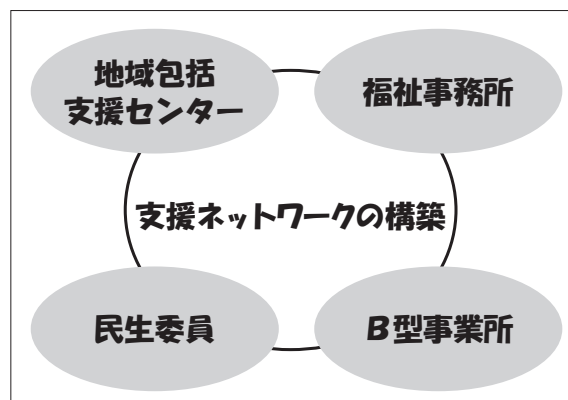 地域包括
支援センター
福祉事務所
支援ネットワークの構築
民生委員
B型事業所